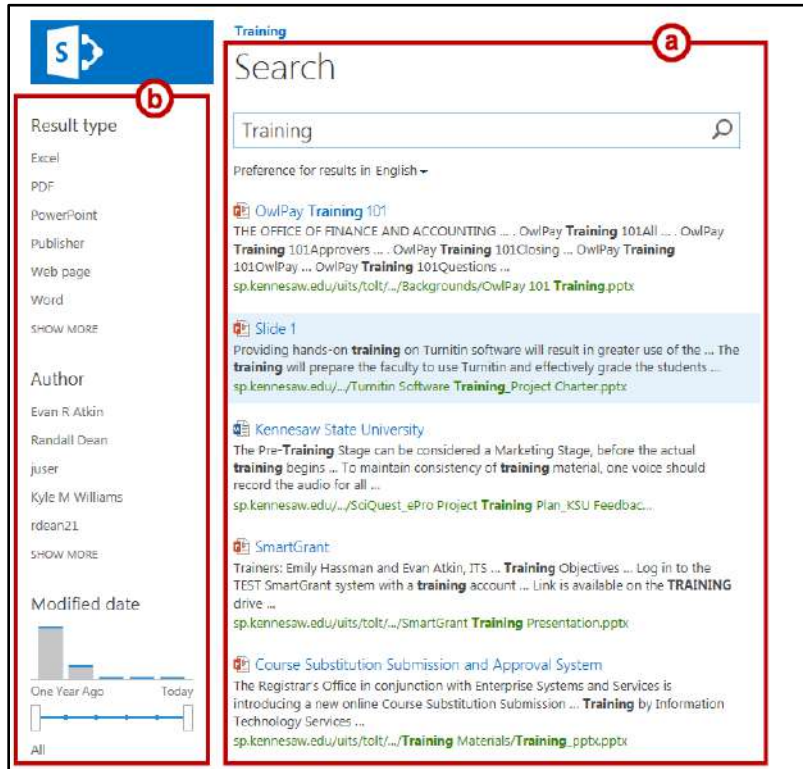 Training
a
Search
b
Result type
Excel
PDF
PowerPoint
Publisher
Web page
Word
SHOW MORE
Author
Evan R Atkin
Randall Dean
juser
Kyle M Williams
rdean21
SHOW MORE
Modified date
One Year Ago Today
All
Training
Preference for results in English
OwlPay Training 101
THE OFFICE OF FINANCE AND ACCOUNTING ... . OwlPay Training 101All ... . OwlPay
Training 101Approvers ... . OwlPay Training 101Closing ... OwlPay Training
101OwlPay ... OwlPay Training 101Questions ...
sp.kennesaw.edu/uits/tolt/.../Backgrounds/OwlPay 101 Training.pptx
Slide 1
Providing hands-on training on Turnitin software will result in greater use of the ... The
training will prepare the faculty to use Turnitin and effectively grade the students ...
sp.kennesaw.edu/.../Turnitin Software Training_Project Charter.pptx
Kennesaw State University
The Pre-Training Stage can be considered a Marketing Stage, before the actual
training begins ... To maintain consistency of training material, one voice should
record the audio for all ...
sp.kennesaw.edu/.../SciQuest_ePro Project Training Plan_KSU Feedbac...
SmartGrant
Trainers: Emily Hassman and Evan Atkin, ITS ... Training Objectives ... Log in to the
TEST SmartGrant system with a training account ... Link is available on the TRAINING
drive ...
sp.kennesaw.edu/uits/tolt/.../SmartGrant Training Presentation.pptx
Course Substitution Submission and Approval System
The Registrar's Office in conjunction with Enterprise Systems and Services is
introducing a new online Course Substitution Submission ... Training by Information
Technology Services ...
sp.kennesaw.edu/uits/tolt/.../Training Materials/Training_pptx.pptx